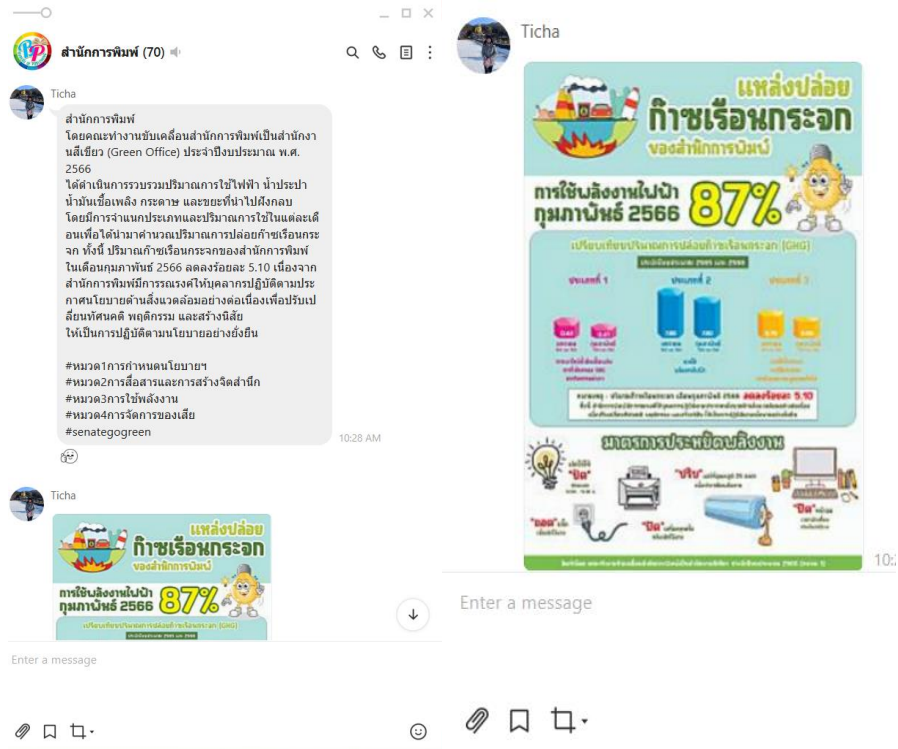 สำนักการพิมพ์ (70)
Ticha
สำนักการพิมพ์
โดยคณะทำงานขับเคลื่อนสำนักการพิมพ์เป็นสำนักงา
นสีเขียว (Green Office) ประจำปีงบประมาณ พ.ศ.
2566
ได้ดำเนินการรวบรวมปริมาณการใช้ไฟฟ้า น้ำประปา
น้ำมันเชื้อเพลิง กระดาษ และขยะที่นำไปฝังกลบ
โดยมีการจำแนกประเภทและปริมาณการใช้ในแต่ละเดื
อนเพื่อได้นำมาคำนวณปริมาณการปล่อยก๊าซเรือนกระ
จก ทั้งนี้ ปริมาณก๊าซเรือนกระจกของสำนักการพิมพ์
ในเดือนกุมภาพันธ์ 2566 ลดลงร้อยละ 5.10 เนื่องจาก
สำนักการพิมพ์มีการรณรงค์ให้บุคลากรปฏิบัติตามประ
กาศนโยบายด้านสิ่งแวดล้อมอย่างต่อเนื่องเพื่อปรับเป
ลี่ยนทัศนคติ พฤติกรรม และสร้างนิสัย
ให้เป็นการปฏิบัติตามนโยบายอย่างยั่งยืน
#หมวด1การกำหนดนโยบายฯ
#หมวด2การสื่อสารและการสร้างจิตสำนึก
#หมวด3การใช้พลังงาน
#หมวด4การจัดการของเสีย
#senategogreen
10:28 AM
Ticha
แหล่งปล่อย
ก๊าซเรือนกระจก
ของสำนักการพิมพ์
การใช้พลังงานไฟฟ้า
กุมภาพันธ์ 2566 87%
เปรียบเทียบปริมาณการปล่อยก๊าซเรือนกระจก (GHG)
Enter a message
Ticha
แหล่งปล่อย
ก๊าซเรือนกระจก
ของสำนักการพิมพ์
การใช้พลังงานไฟฟ้า
กุมภาพันธ์ 2566 87%
เปรียบเทียบปริมาณการปล่อยก๊าซเรือนกระจก (GHG)
ประเภทที่ 1 ประเภทที่ 2 ประเภทที่ 3
ลดลงร้อยละ 5.10
มาตรการประหยัดพลังงาน
"ปิด"
"ปรับ"
"ถอด"
"ปิด"
"ปิด"
10:2
Enter a message